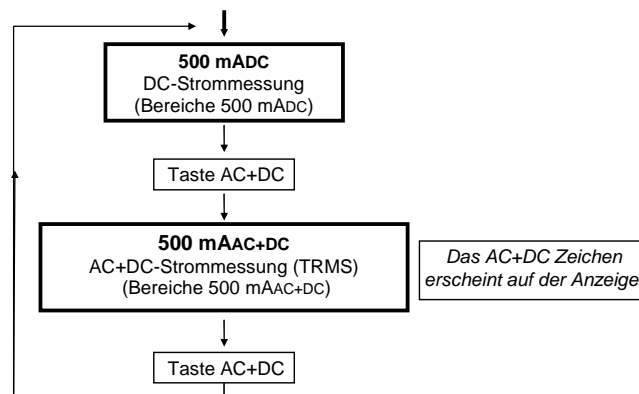 500 mADC
DC-Strommessung
(Bereiche 500 mADC)
Taste AC+DC
500 mAAC+DC
AC+DC-Strommessung (TRMS)
(Bereiche 500 mAAC+DC)
Das AC+DC Zeichen
erscheint auf der Anzeige
Taste AC+DC